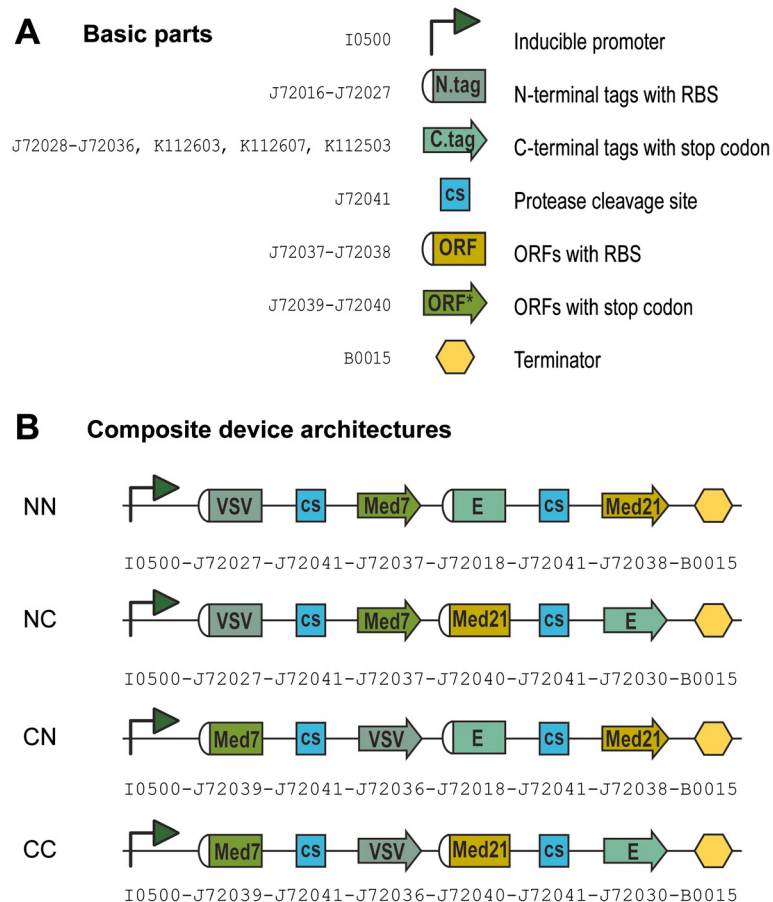 A Basic parts
I0500 Inducible promoter
J72016-J72027 N.tag N-terminal tags with RBS
J72028-J72036, K112603, K112607, K112503 C.tag C-terminal tags with stop codon
J72041 cs Protease cleavage site
J72037-J72038 ORF ORFs with RBS
J72039-J72040 ORF* ORFs with stop codon
B0015 Terminator
B Composite device architectures
NN VSV cs Med7 E cs Med21
I0500-J72027-J72041-J72037-J72018-J72041-J72038-B0015
NC VSV cs Med7 Med21 cs E
I0500-J72027-J72041-J72037-J72040-J72041-J72030-B0015
CN Med7 cs VSV E cs Med21
I0500-J72039-J72041-J72036-J72018-J72041-J72038-B0015
CC Med7 cs VSV Med21 cs E
I0500-J72039-J72041-J72036-J72040-J72041-J72030-B0015